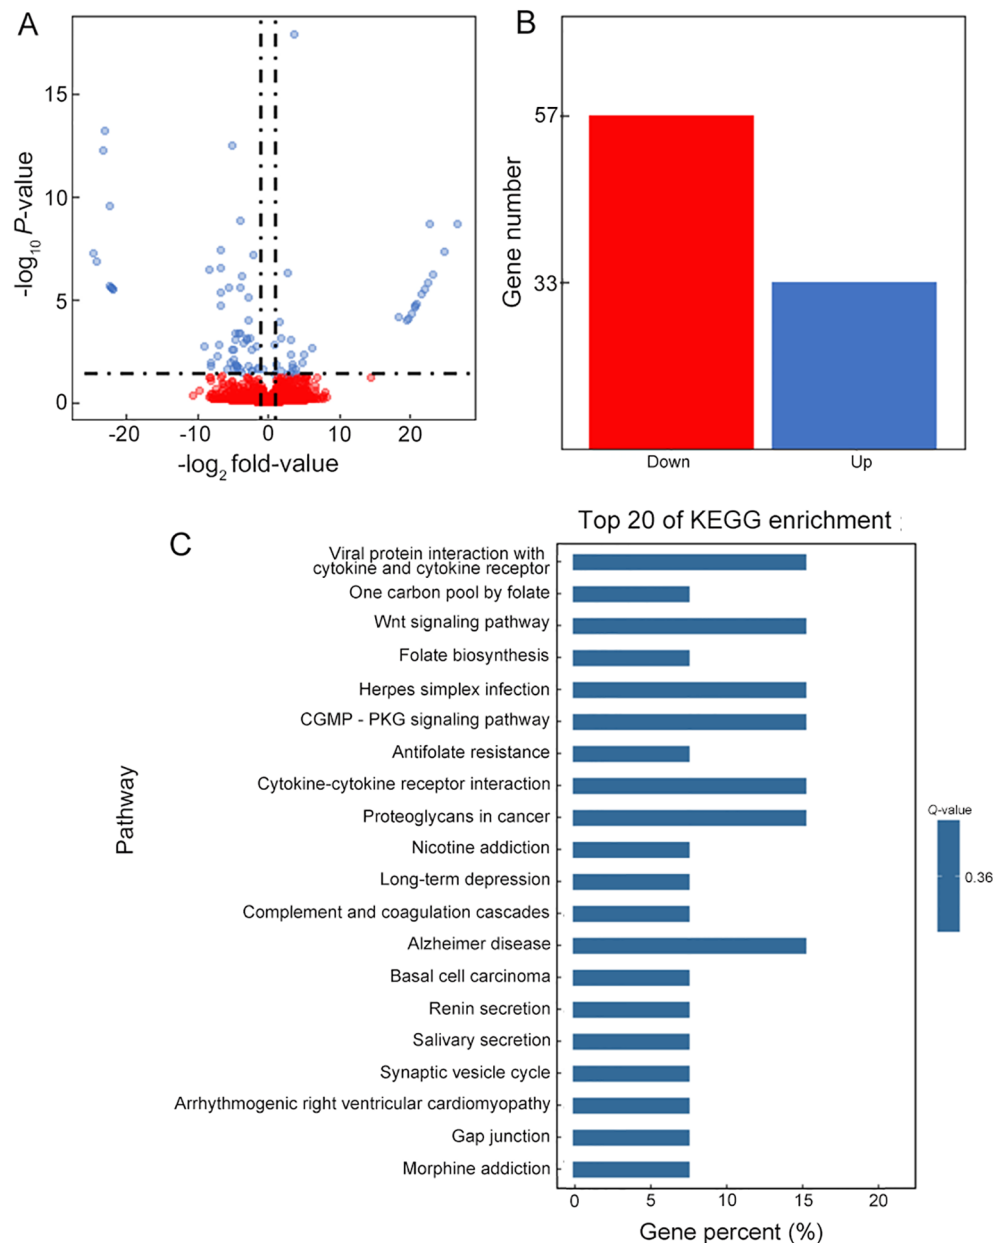 A
15
10
5
0
-log10 P-value
-20
-10
0
10
20
-log2 fold-value
B
57
33
Gene number
Down
Up
Top 20 of KEGG enrichment
C
Viral protein interaction with
cytokine and cytokine receptor
One carbon pool by folate
Wnt signaling pathway
Folate biosynthesis
Herpes simplex infection
CGMP - PKG signaling pathway
Antifolate resistance
Cytokine-cytokine receptor interaction
Proteoglycans in cancer
Nicotine addiction
Long-term depression
Complement and coagulation cascades
Alzheimer disease
Basal cell carcinoma
Renin secretion
Salivary secretion
Synaptic vesicle cycle
Arrhythmogenic right ventricular cardiomyopathy
Gap junction
Morphine addiction
Pathway
0
5
10
15
20
Gene percent (%)
Q-value
0.36